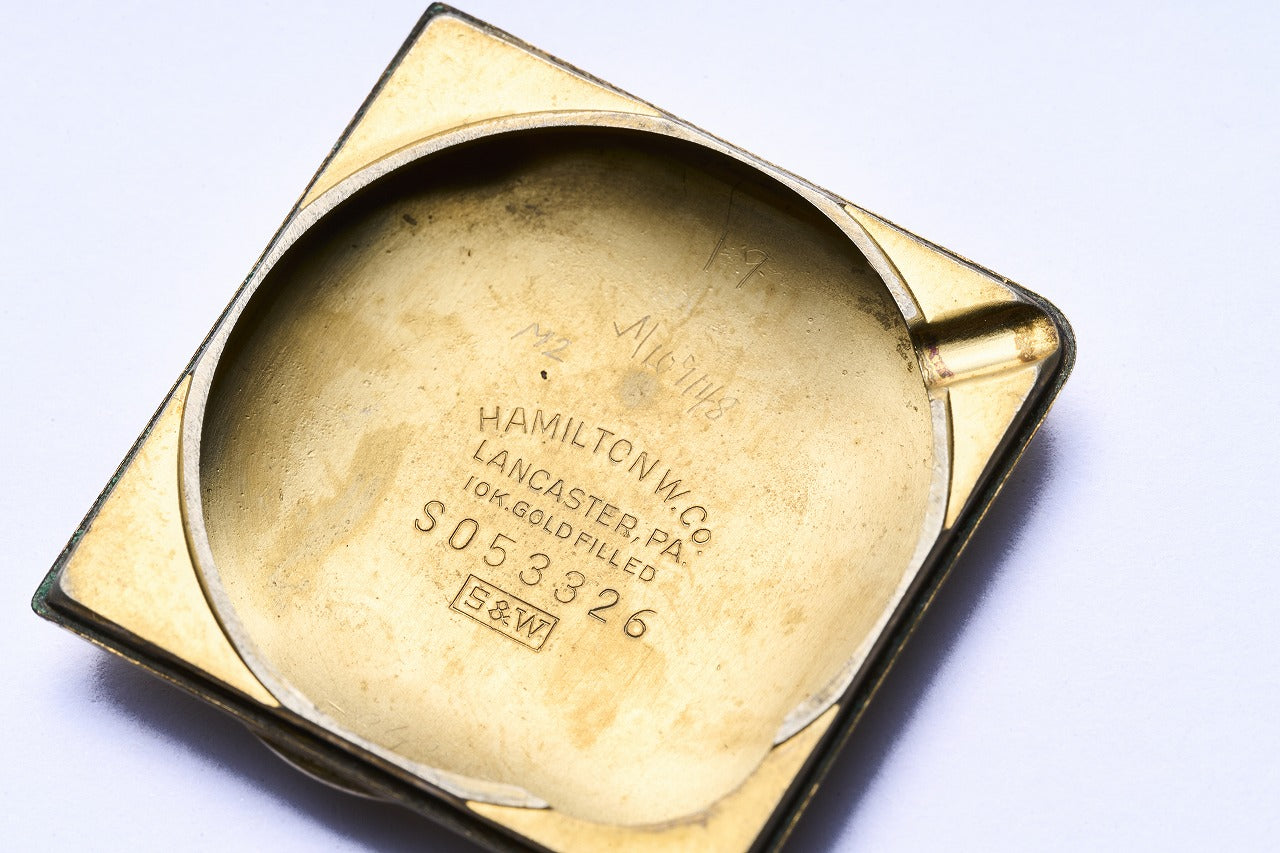 M2
HAMILTON W. Co.
LANCASTER, PA.
10K. GOLD FILLED
S053326
S&W